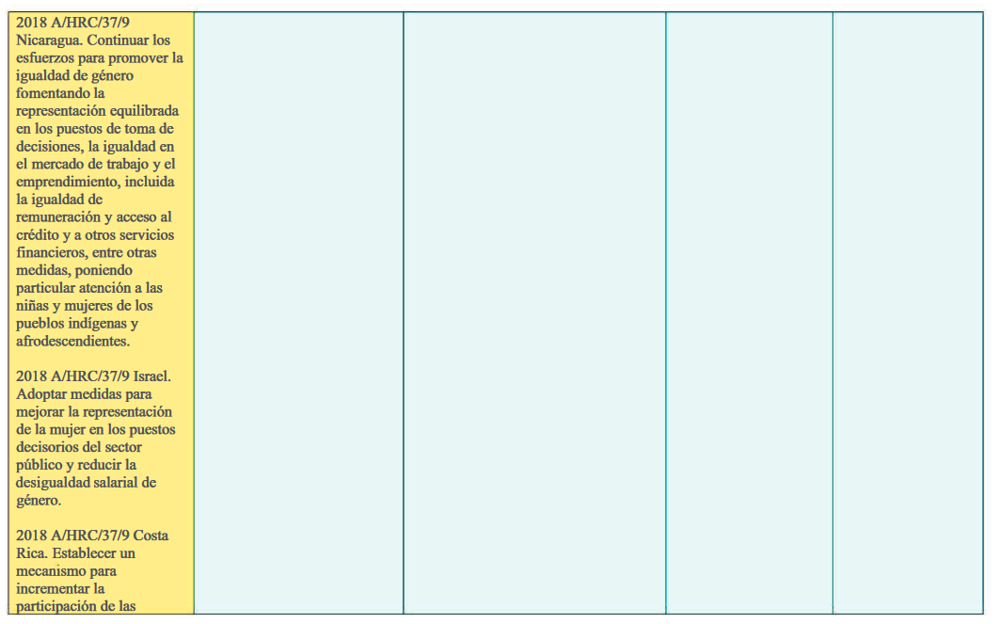 2018 A/HRC/37/9
Nicaragua. Continuar los
esfuerzos para promover la
igualdad de género
fomentando la
representación equilibrada
en los puestos de toma de
decisiones, la igualdad en
el mercado de trabajo y el
emprendimiento, incluida
la igualdad de
remuneración y acceso al
crédito y a otros servicios
financieros, entre otras
medidas, poniendo
particular atención a las
niñas y mujeres de los
pueblos indígenas y
afrodescendientes.
2018 A/HRC/37/9 Israel.
Adoptar medidas para
mejorar la representación
de la mujer en los puestos
decisorios del sector
público y reducir la
desigualdad salarial de
género.
2018 A/HRC/37/9 Costa
Rica. Establecer un
mecanismo para
incrementar la
participación de las